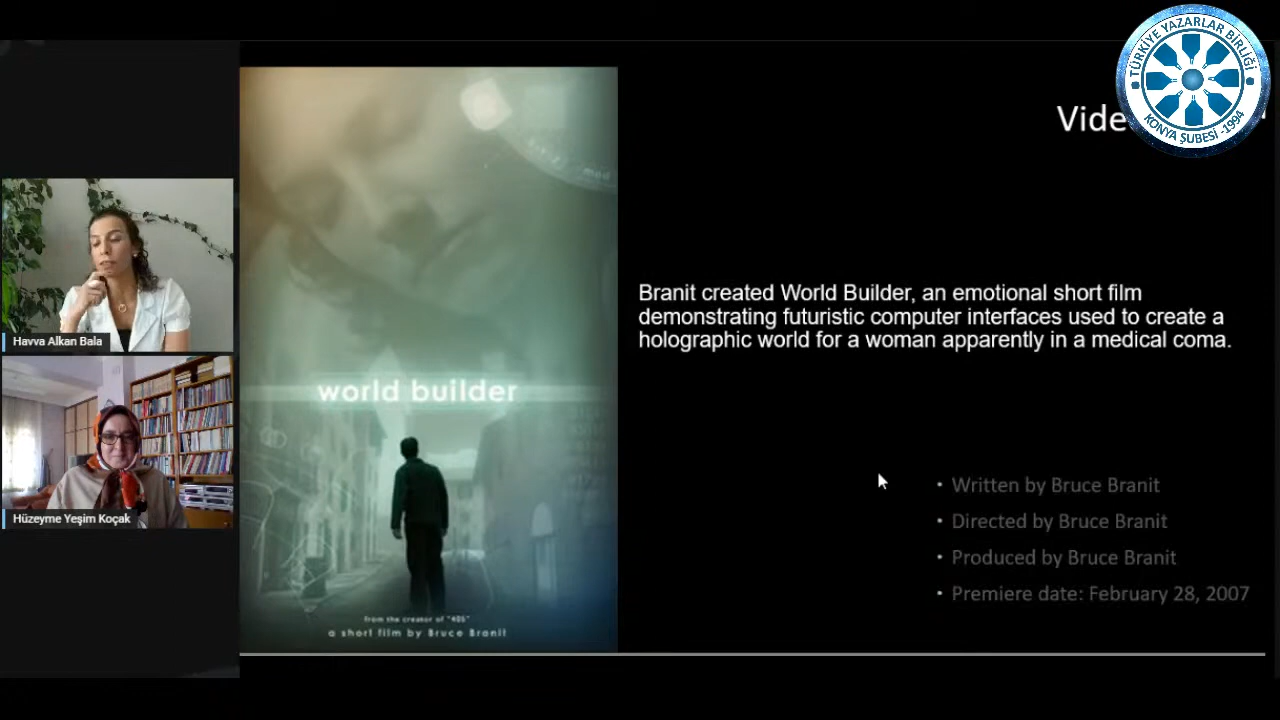 TÜRKİYE YAZARLAR BİRLİĞİ
KONYA ŞUBESİ -1994
Havva Alkan Bala
Hüzeyme Yeşim Koçak
world builder
from the creator of "405"
a short film by Bruce Branit
Branit created World Builder, an emotional short film
demonstrating futuristic computer interfaces used to create a
holographic world for a woman apparently in a medical coma.
• Written by Bruce Branit
• Directed by Bruce Branit
• Produced by Bruce Branit
• Premiere date: February 28, 2007